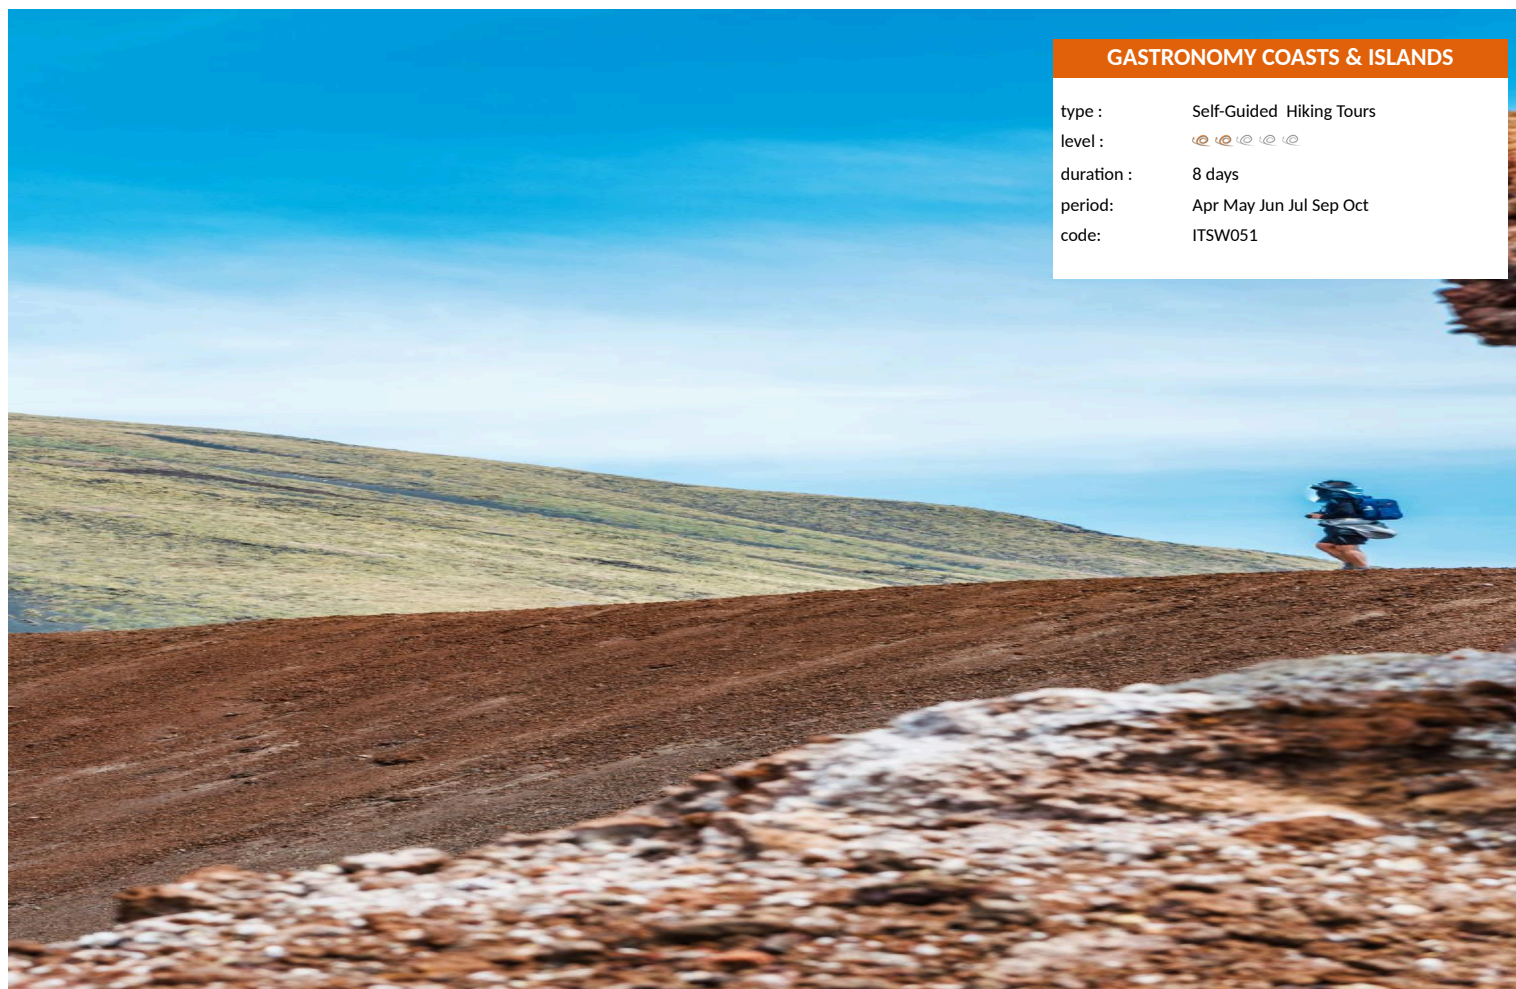 GASTRONOMY COASTS & ISLANDS
type : Self-Guided  Hiking Tours
level :
duration : 8 days
period: Apr May Jun Jul Sep Oct
code: ITSW051